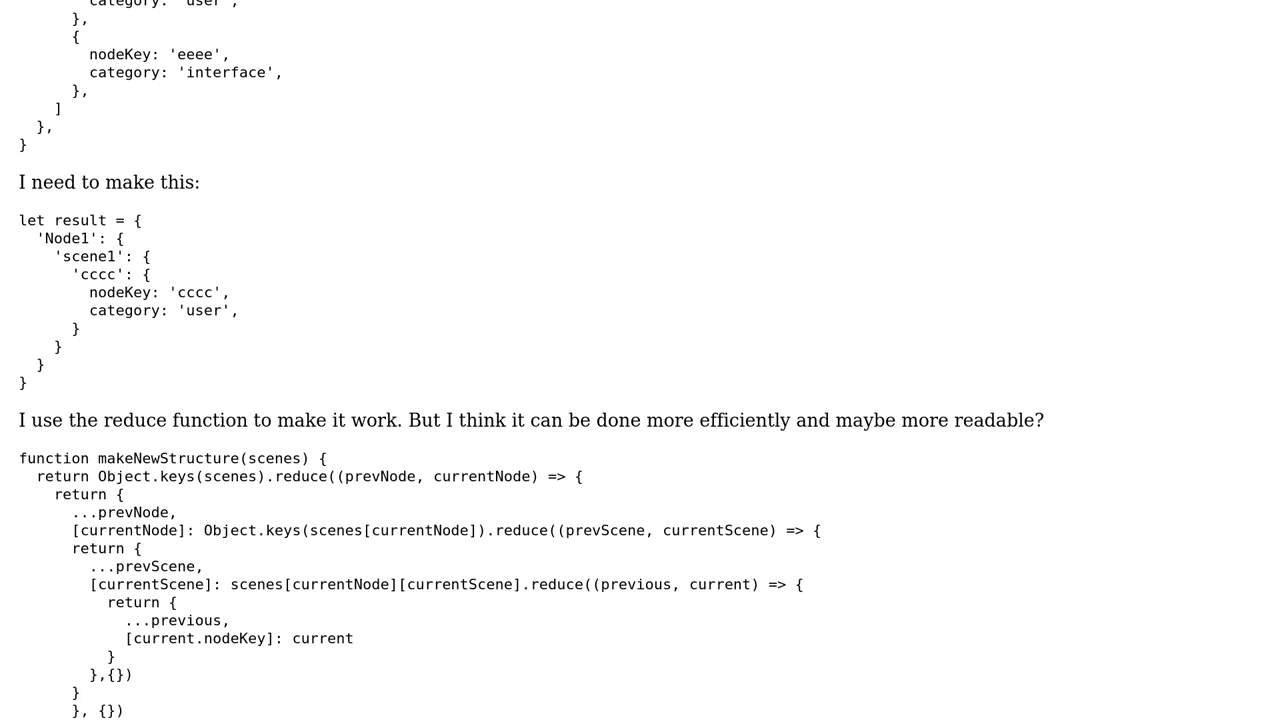 category: 'user',
},
{
nodeKey: 'eeee',
category: 'interface',
},
]
},
}
I need to make this:
let result = {
'Node1': {
'scene1': {
'cccc': {
nodeKey: 'cccc',
category: 'user',
}
}
}
}
I use the reduce function to make it work. But I think it can be done more efficiently and maybe more readable?
function makeNewStructure(scenes) {
return Object.keys(scenes).reduce((prevNode, currentNode) => {
return {
...prevNode,
[currentNode]: Object.keys(scenes[currentNode]).reduce((prevScene, currentScene) => {
return {
...prevScene,
[currentScene]: scenes[currentNode][currentScene].reduce((previous, current) => {
return {
...previous,
[current.nodeKey]: current
}
},{})
}
}, {})